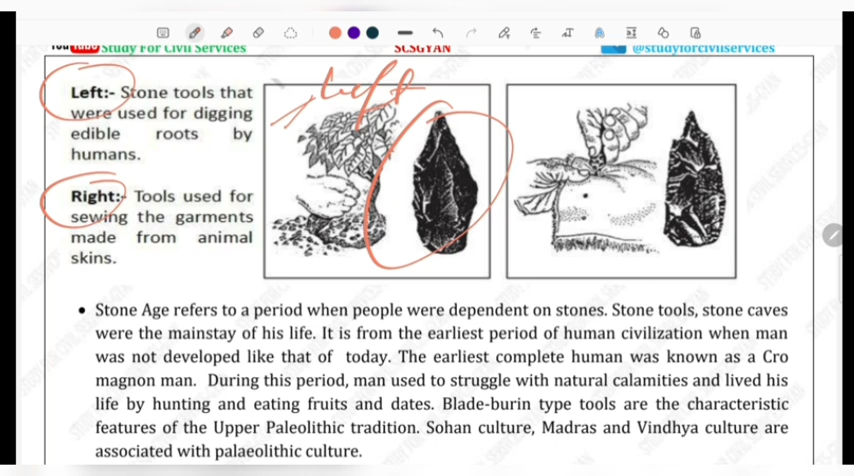 YouTube Study For Civil Services
SCSGYAN
@studyforcivilservices
Left:- Stone tools that
were used for digging
edible roots by
humans.
Right:- Tools used for
sewing the garments
made from animal
skins.
left
• Stone Age refers to a period when people were dependent on stones. Stone tools, stone caves
were the mainstay of his life. It is from the earliest period of human civilization when man
was not developed like that of today. The earliest complete human was known as a Cro
magnon man. During this period, man used to struggle with natural calamities and lived his
life by hunting and eating fruits and dates. Blade-burin type tools are the characteristic
features of the Upper Paleolithic tradition. Sohan culture, Madras and Vindhya culture are
associated with palaeolithic culture.